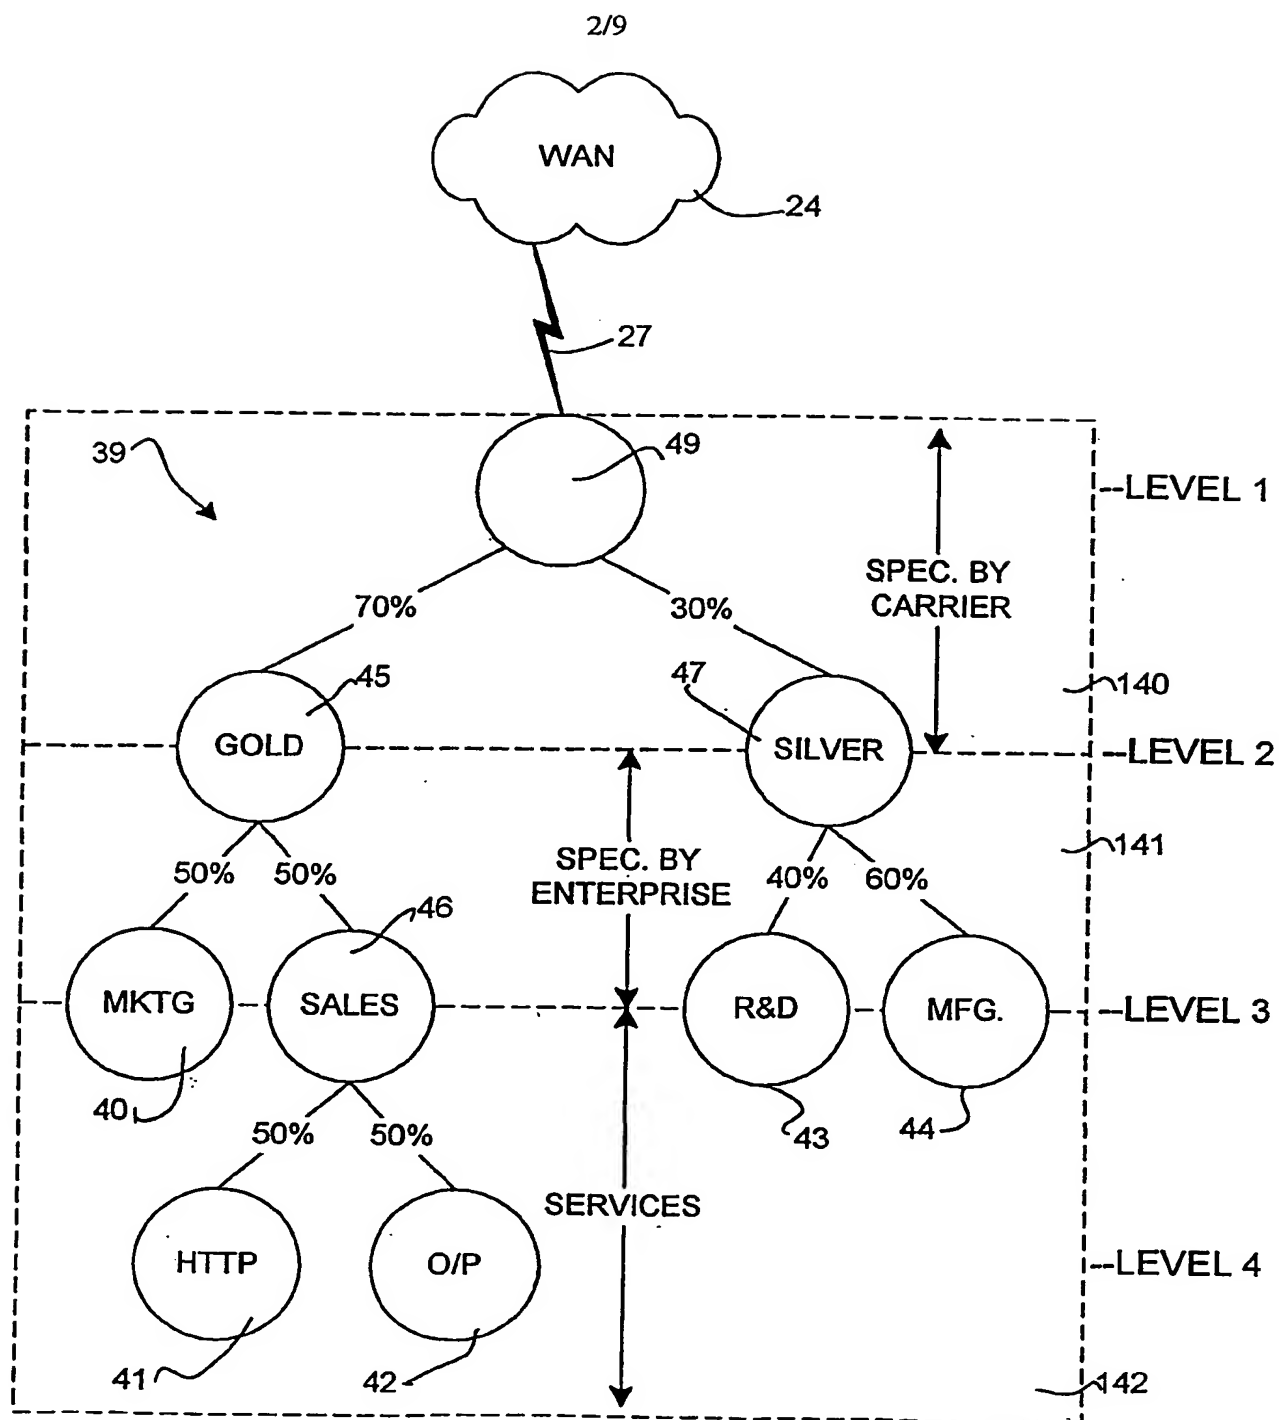 2/9
WAN
24
27
39
49
--LEVEL 1
SPEC. BY
CARRIER
70%
30%
45
47
140
GOLD
SILVER
--LEVEL 2
141
50%
50%
SPEC. BY
ENTERPRISE
40%
60%
46
MKTG
SALES
R&D
MFG.
--LEVEL 3
40
50%
50%
43
44
SERVICES
HTTP
O/P
--LEVEL 4
41
42
142